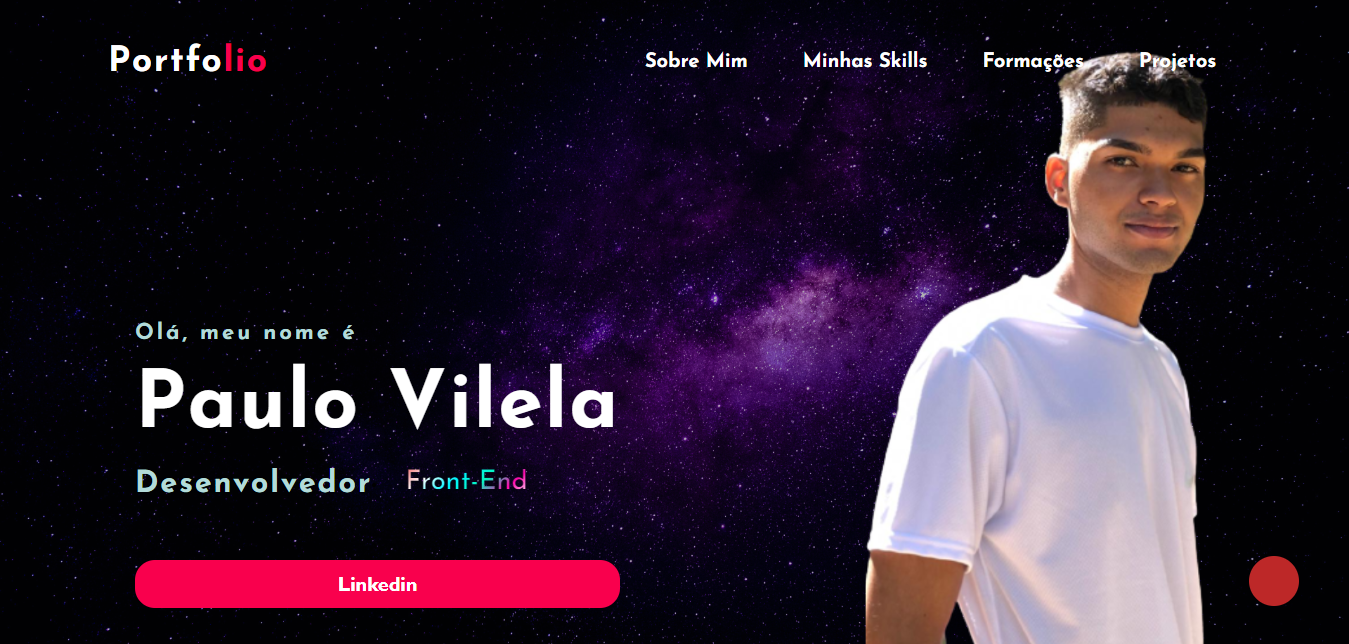 Portfolio
Sobre Mim Minhas Skills Formações Projetos
Olá, meu nome é
Paulo Vilela
Desenvolvedor Front-End
Linkedin